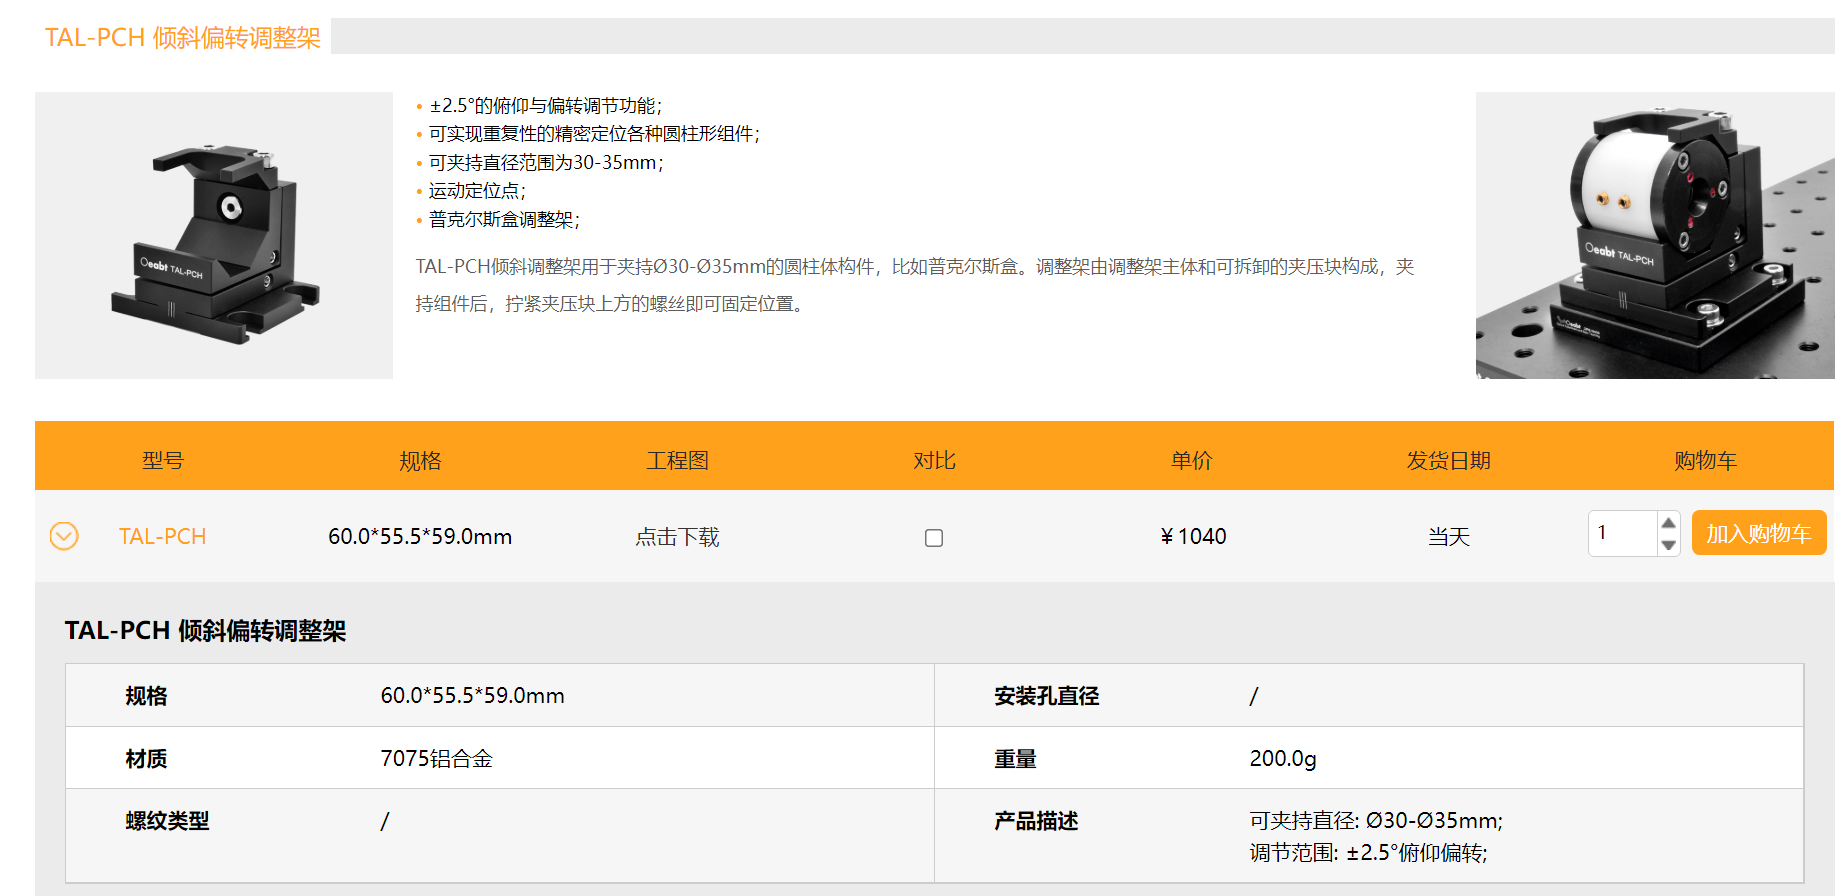 TAL-PCH 倾斜偏转调整架
±2.5°的俯仰与偏转调节功能；
可实现重复性的精密定位各种圆柱形组件；
可夹持直径范围为30-35mm；
运动定位点；
普克尔斯盒调整架；
TAL-PCH倾斜调整架用于夹持Ø30-Ø35mm的圆柱体构件，比如普克尔斯盒。调整架由调整架主体和可拆卸的夹压块构成，夹
持组件后，拧紧夹压块上方的螺丝即可固定位置。
Oeabt TAL-PCH
Oeabt TAL-PCH
型号 规格 工程图 对比 单价 发货日期 购物车
TAL-PCH 60.0*55.5*59.0mm 点击下载 ¥1040 当天 1 加入购物车
TAL-PCH 倾斜偏转调整架
规格 60.0*55.5*59.0mm 安装孔直径 /
材质 7075铝合金 重量 200.0g
螺纹类型 / 产品描述 可夹持直径: Ø30-Ø35mm;
调节范围: ±2.5°俯仰偏转;